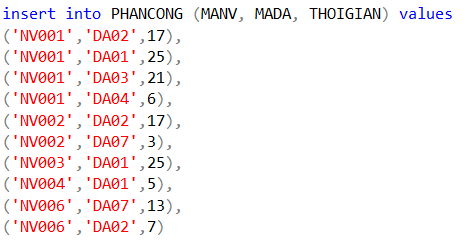 insert into PHANCONG (MANV, MADA, THOIGIAN) values
('NV001','DA02',17),
('NV001','DA01',25),
('NV001','DA03',21),
('NV001','DA04',6),
('NV002','DA02',17),
('NV002','DA07',3),
('NV003','DA01',25),
('NV004','DA01',5),
('NV006','DA07',13),
('NV006','DA02',7)